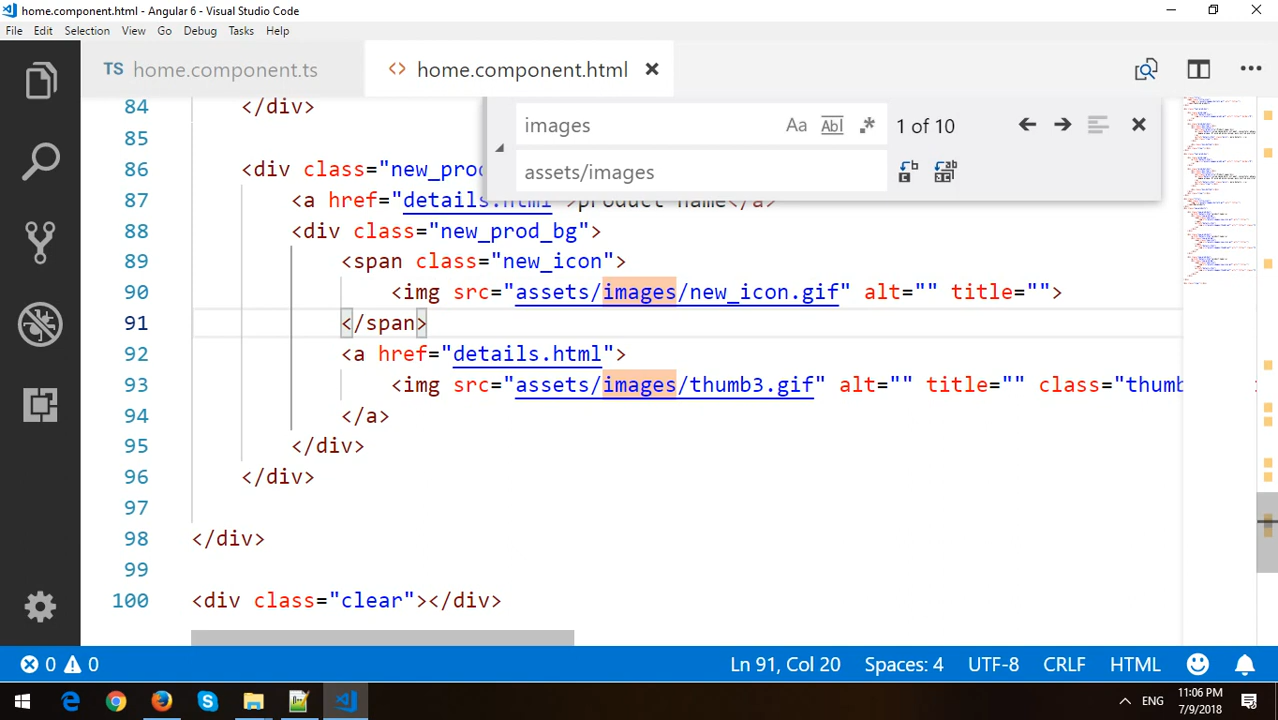 home.component.html - Angular 6 - Visual Studio Code
File Edit Selection View Go Debug Tasks Help
TS home.component.ts
<> home.component.html
images Aa Abl .* 1 of 10
assets/images
84 </div>
85
86 <div class="new_prod
87 <a href="details.html">product name</a>
88 <div class="new_prod_bg">
89 <span class="new_icon">
90 <img src="assets/images/new_icon.gif" alt="" title="">
91 </span>
92 <a href="details.html">
93 <img src="assets/images/thumb3.gif" alt="" title="" class="thumb
94 </a>
95 </div>
96 </div>
97
98 </div>
99
100 <div class="clear"></div>
0 0 Ln 91, Col 20 Spaces: 4 UTF-8 CRLF HTML
ENG 11:06 PM
7/9/2018